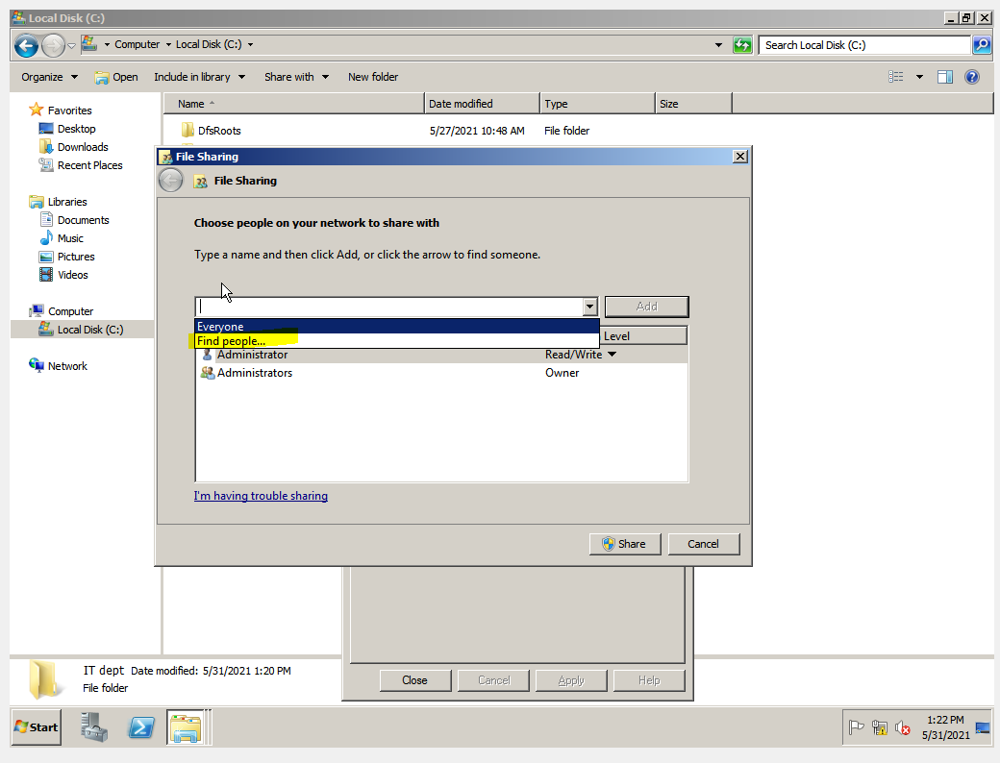 Local Disk (C:)
Computer Local Disk (C:)
Search Local Disk (C:)
Organize Open Include in library Share with New folder
Name Date modified Type Size
Favorites
Desktop
Downloads
Recent Places
Libraries
Documents
Music
Pictures
Videos
Computer
Local Disk (C:)
Network
DfsRoots 5/27/2021 10:48 AM File folder
File Sharing
File Sharing
Choose people on your network to share with
Type a name and then click Add, or click the arrow to find someone.
Add
Everyone
Find people...
Level
Administrator Read/Write
Administrators Owner
I'm having trouble sharing
Share Cancel
Close Cancel Apply Help
IT dept Date modified: 5/31/2021 1:20 PM
File folder
Start
1:22 PM
5/31/2021